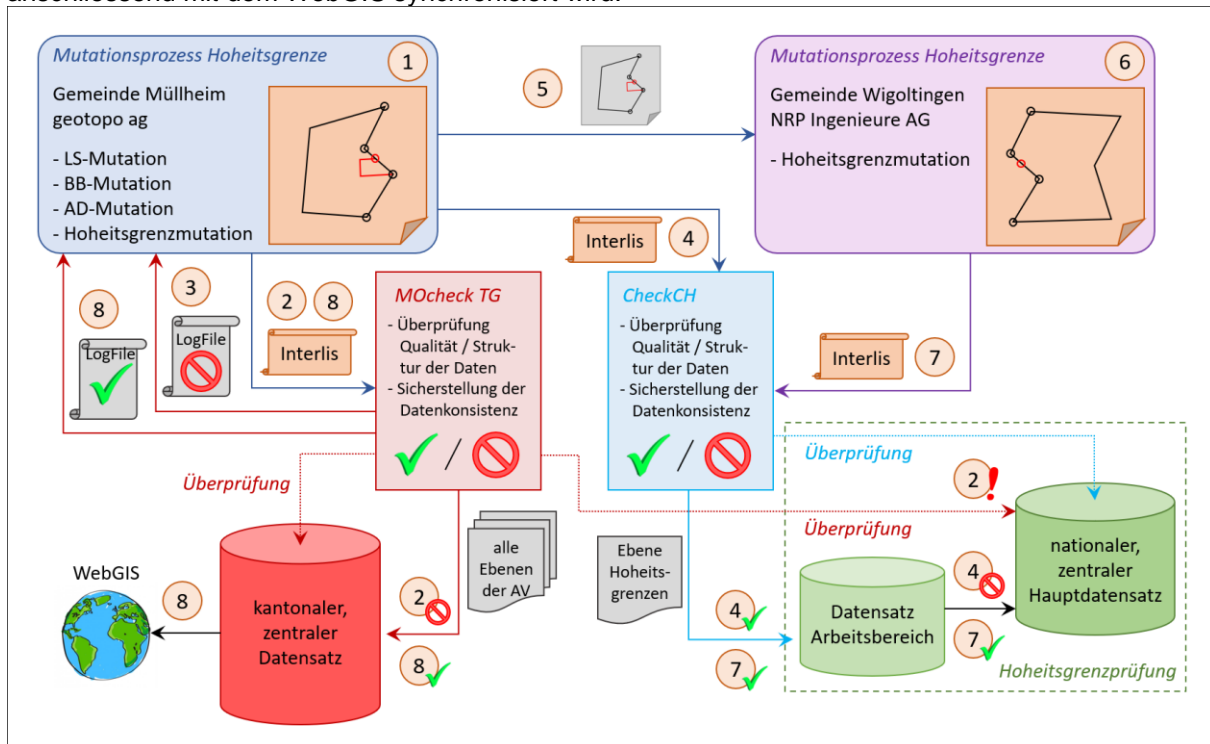 anschliessend mit dem WebGIS synchronisiert wird.
Mutationsprozess Hoheitsgrenze
1
Gemeinde Müllheim
geotopo ag
- LS-Mutation
- BB-Mutation
- AD-Mutation
- Hoheitsgrenzmutation
5
Mutationsprozess Hoheitsgrenze
6
Gemeinde Wigoltingen
NRP Ingenieure AG
- Hoheitsgrenzmutation
Interlis
4
8
LogFile
3
LogFile
2
8
Interlis
MOcheck TG
- Überprüfung
Qualität / Struk-
tur der Daten
- Sicherstellung der
Datenkonsistenz
/
CheckCH
- Überprüfung
Qualität / Struk-
tur der Daten
- Sicherstellung der
Datenkonsistenz
/
Interlis
7
Überprüfung
Überprüfung
2
Überprüfung
WebGIS
8
kantonaler,
zentraler
Datensatz
2
8
alle
Ebenen
der AV
Ebene
Hoheits-
grenzen
4
7
Datensatz
Arbeitsbereich
4
7
nationaler,
zentraler
Hauptdatensatz
Hoheitsgrenzprüfung